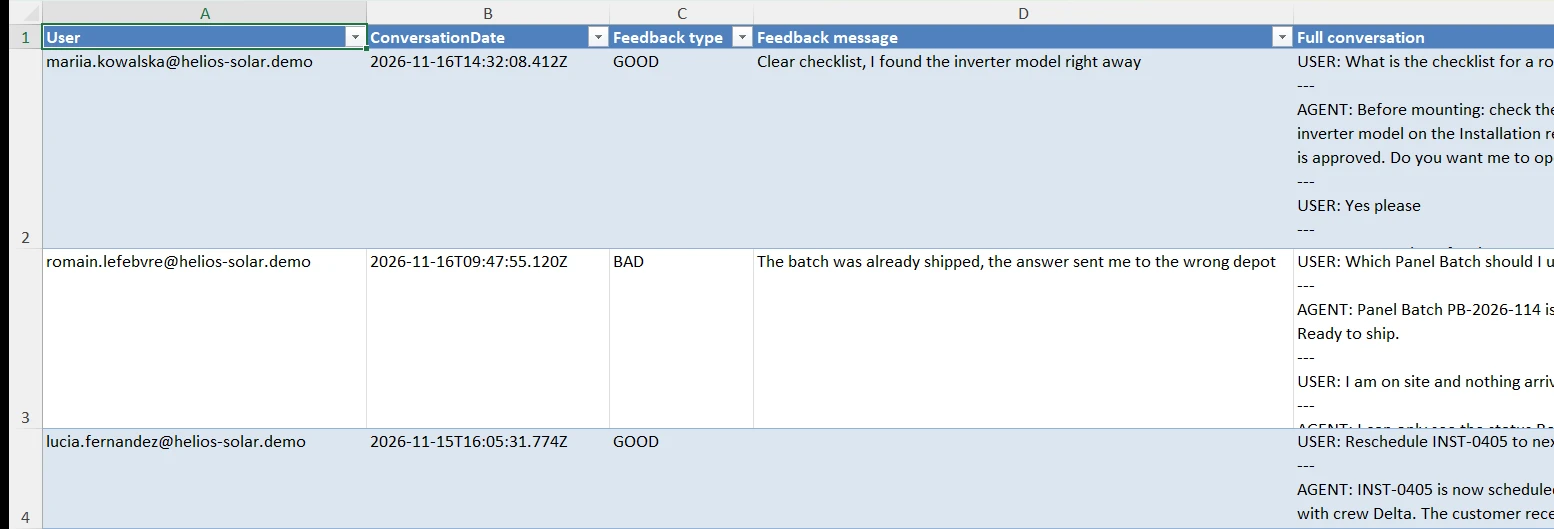 A B C D
1 User ConversationDate Feedback type Feedback message Full conversation
mariia.kowalska@helios-solar.demo 2026-11-16T14:32:08.412Z GOOD Clear checklist, I found the inverter model right away USER: What is the checklist for a ro
---
AGENT: Before mounting: check the
inverter model on the Installation re
is approved. Do you want me to op
---
USER: Yes please
---
2
romain.lefebvre@helios-solar.demo 2026-11-16T09:47:55.120Z BAD The batch was already shipped, the answer sent me to the wrong depot USER: Which Panel Batch should I u
---
AGENT: Panel Batch PB-2026-114 is
Ready to ship.
---
USER: I am on site and nothing arriv
---
3
lucia.fernandez@helios-solar.demo 2026-11-15T16:05:31.774Z GOOD USER: Reschedule INST-0405 to nex
---
AGENT: INST-0405 is now scheduled
4 with crew Delta. The customer rece